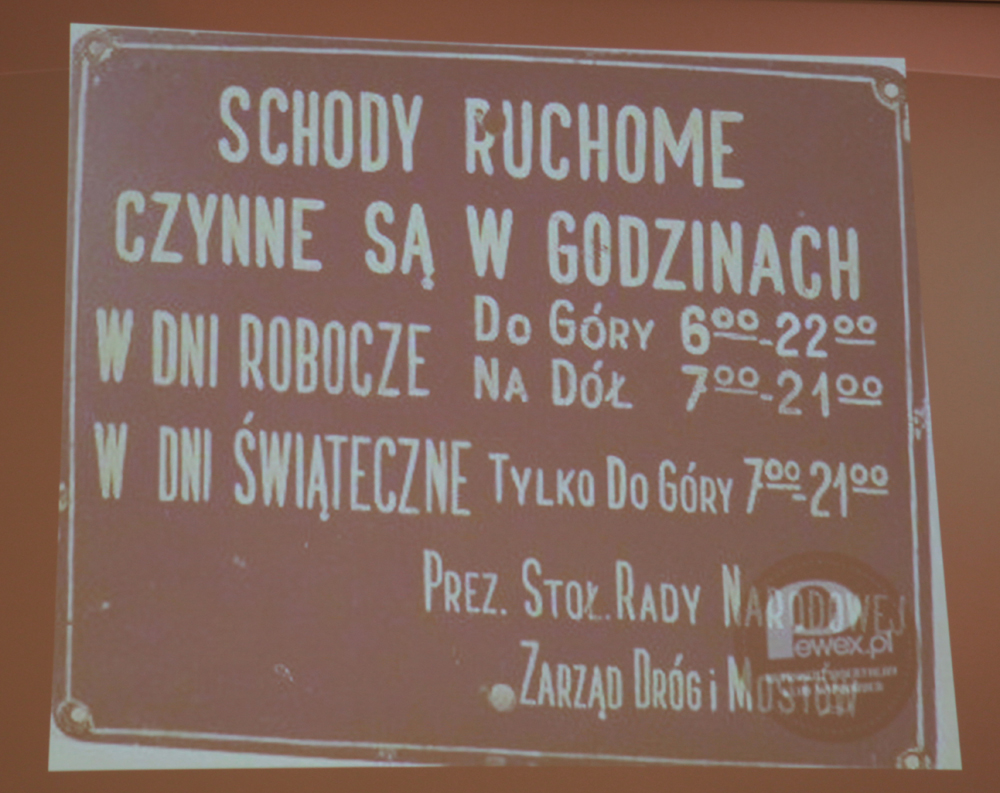 SCHODY RUCHOME
CZYNNE SĄ W GODZINACH
W DNI ROBOCZE DO GÓRY 6⁰⁰-22⁰⁰
NA DÓŁ 7⁰⁰-21⁰⁰
W DNI ŚWIĄTECZNE TYLKO DO GÓRY 7⁰⁰-21⁰⁰
PREZ. STOŁ. RADY NARODOWEJ
ZARZĄD DRÓG i MOSTÓW
Pewex.pl